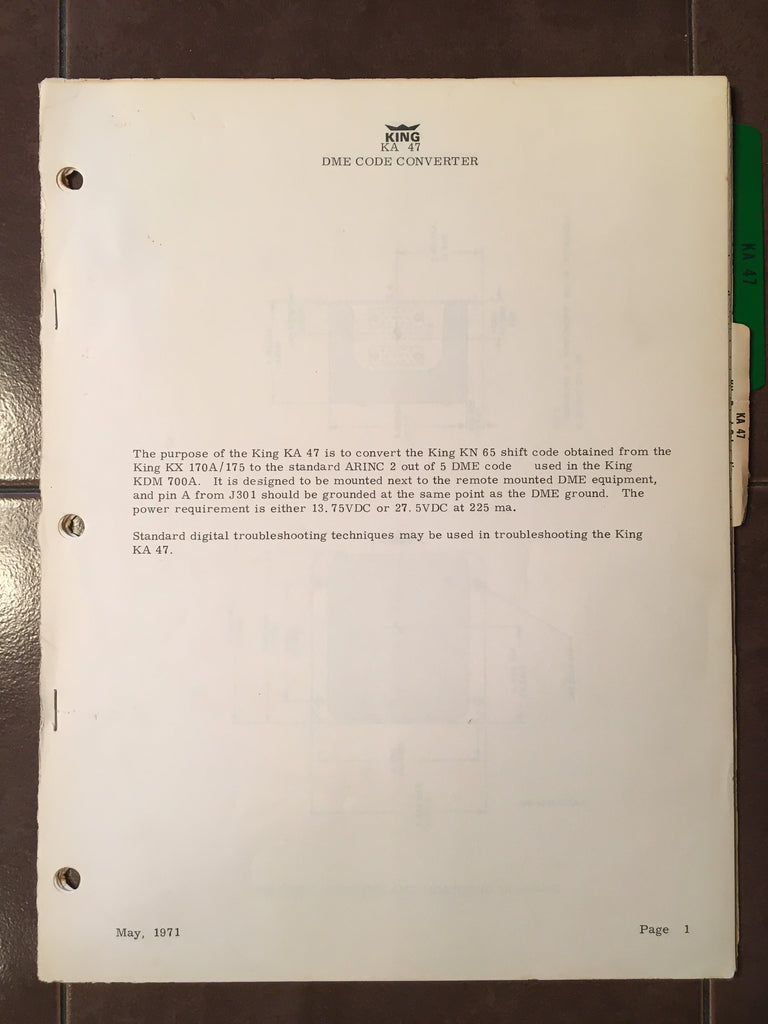 KING
KA 47
DME CODE CONVERTER
KA 47
KA 47
The purpose of the King KA 47 is to convert the King KN 65 shift code obtained from the
King KX 170A/175 to the standard ARINC 2 out of 5 DME code used in the King
KDM 700A. It is designed to be mounted next to the remote mounted DME equipment,
and pin A from J301 should be grounded at the same point as the DME ground. The
power requirement is either 13.75VDC or 27.5VDC at 225 ma.
Standard digital troubleshooting techniques may be used in troubleshooting the King
KA 47.
May, 1971
Page 1